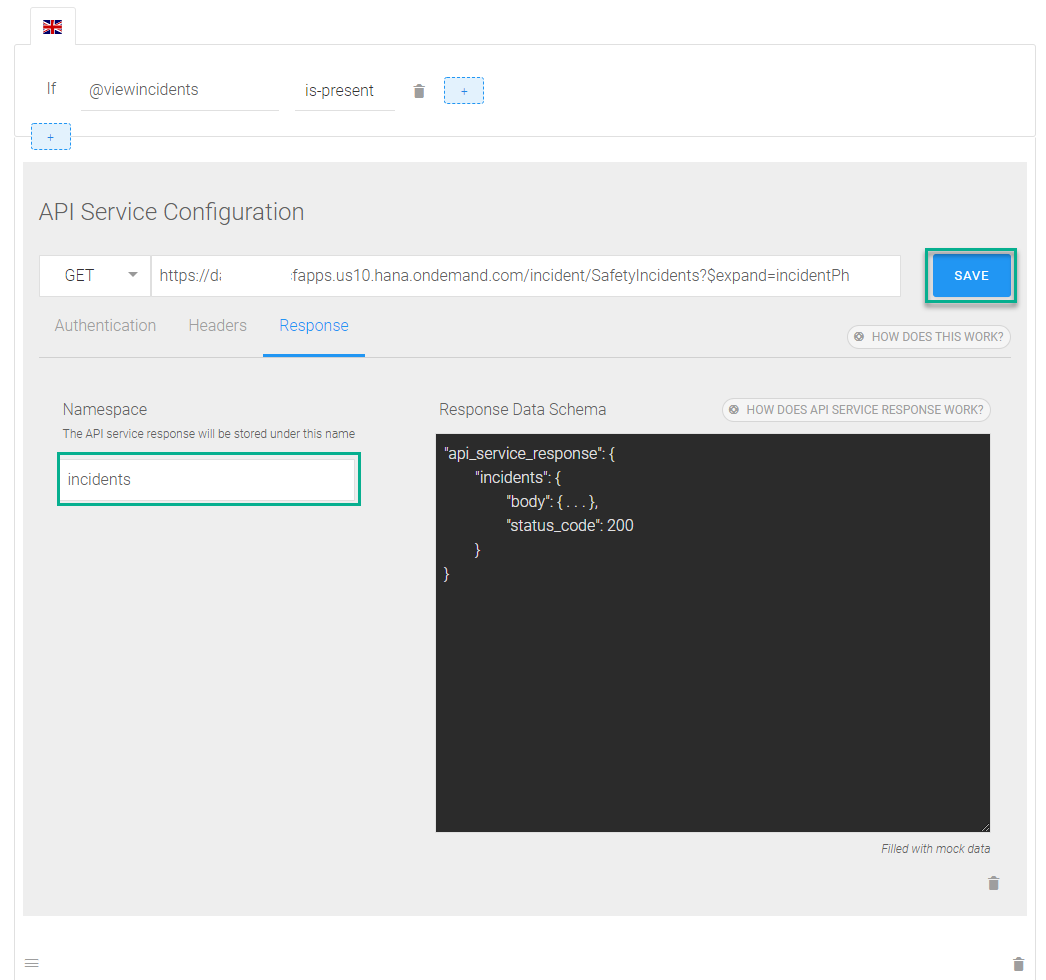 If @viewincidents is-present +
+
API Service Configuration
GET https://da :fapps.us10.hana.ondemand.com/incident/SafetyIncidents?$expand=incidentPh SAVE
Authentication Headers Response
HOW DOES THIS WORK?
Namespace
The API service response will be stored under this name
incidents
Response Data Schema HOW DOES API SERVICE RESPONSE WORK?
"api_service_response": {
"incidents": {
"body": { . . . },
"status_code": 200
}
}
Filled with mock data